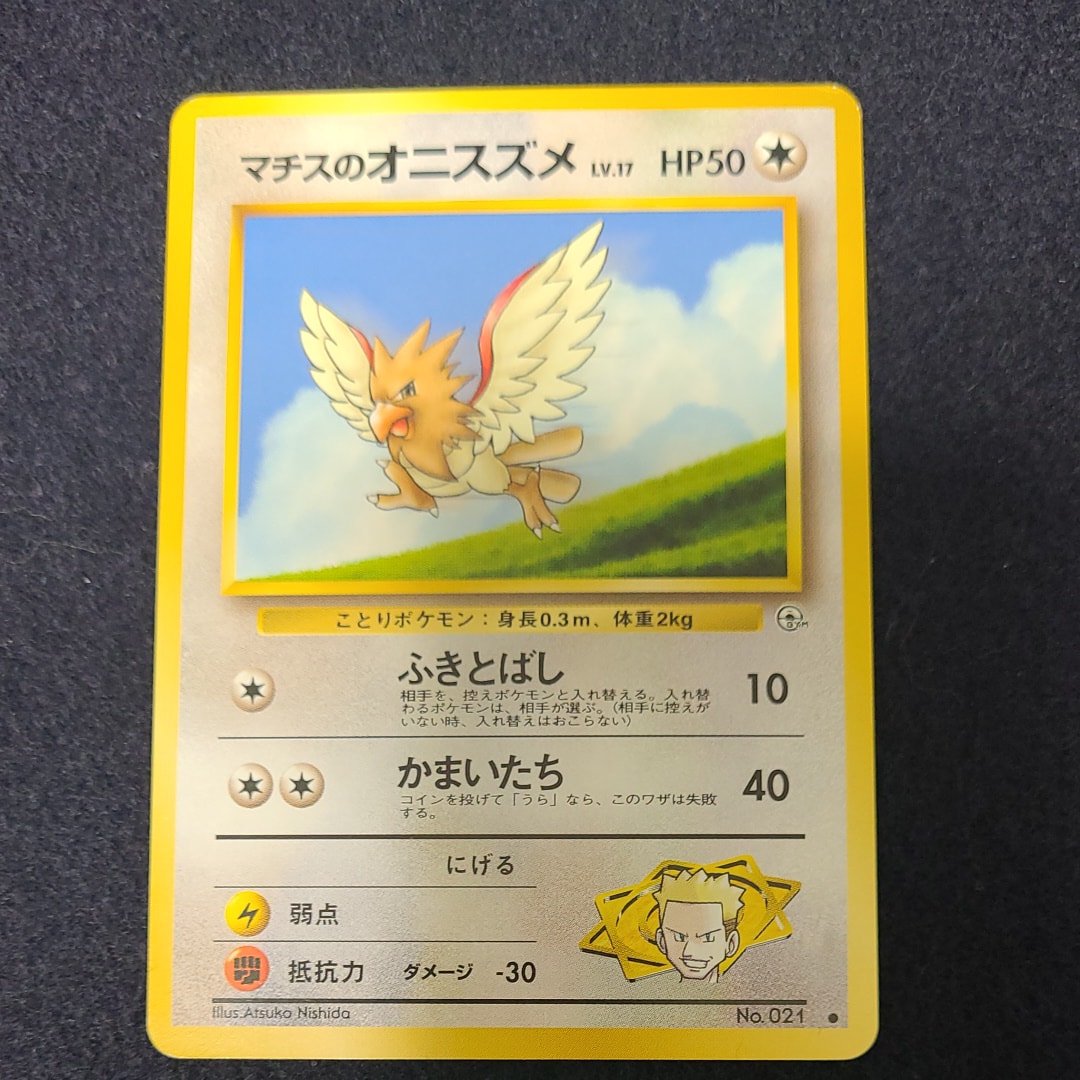 マチスのオニスズメ LV.17 HP50
ことりポケモン：身長0.3m、体重2kg
GYM
ふきとばし 10
相手を、控えポケモンと入れ替える。入れ替
わるポケモンは、相手が選ぶ。（相手に控えが
いない時、入れ替えはおこらない）
かまいたち 40
コインを投げて「うら」なら、このワザは失敗
する。
にげる
弱点
抵抗力 ダメージ -30
Illus.Atsuko Nishida No.021